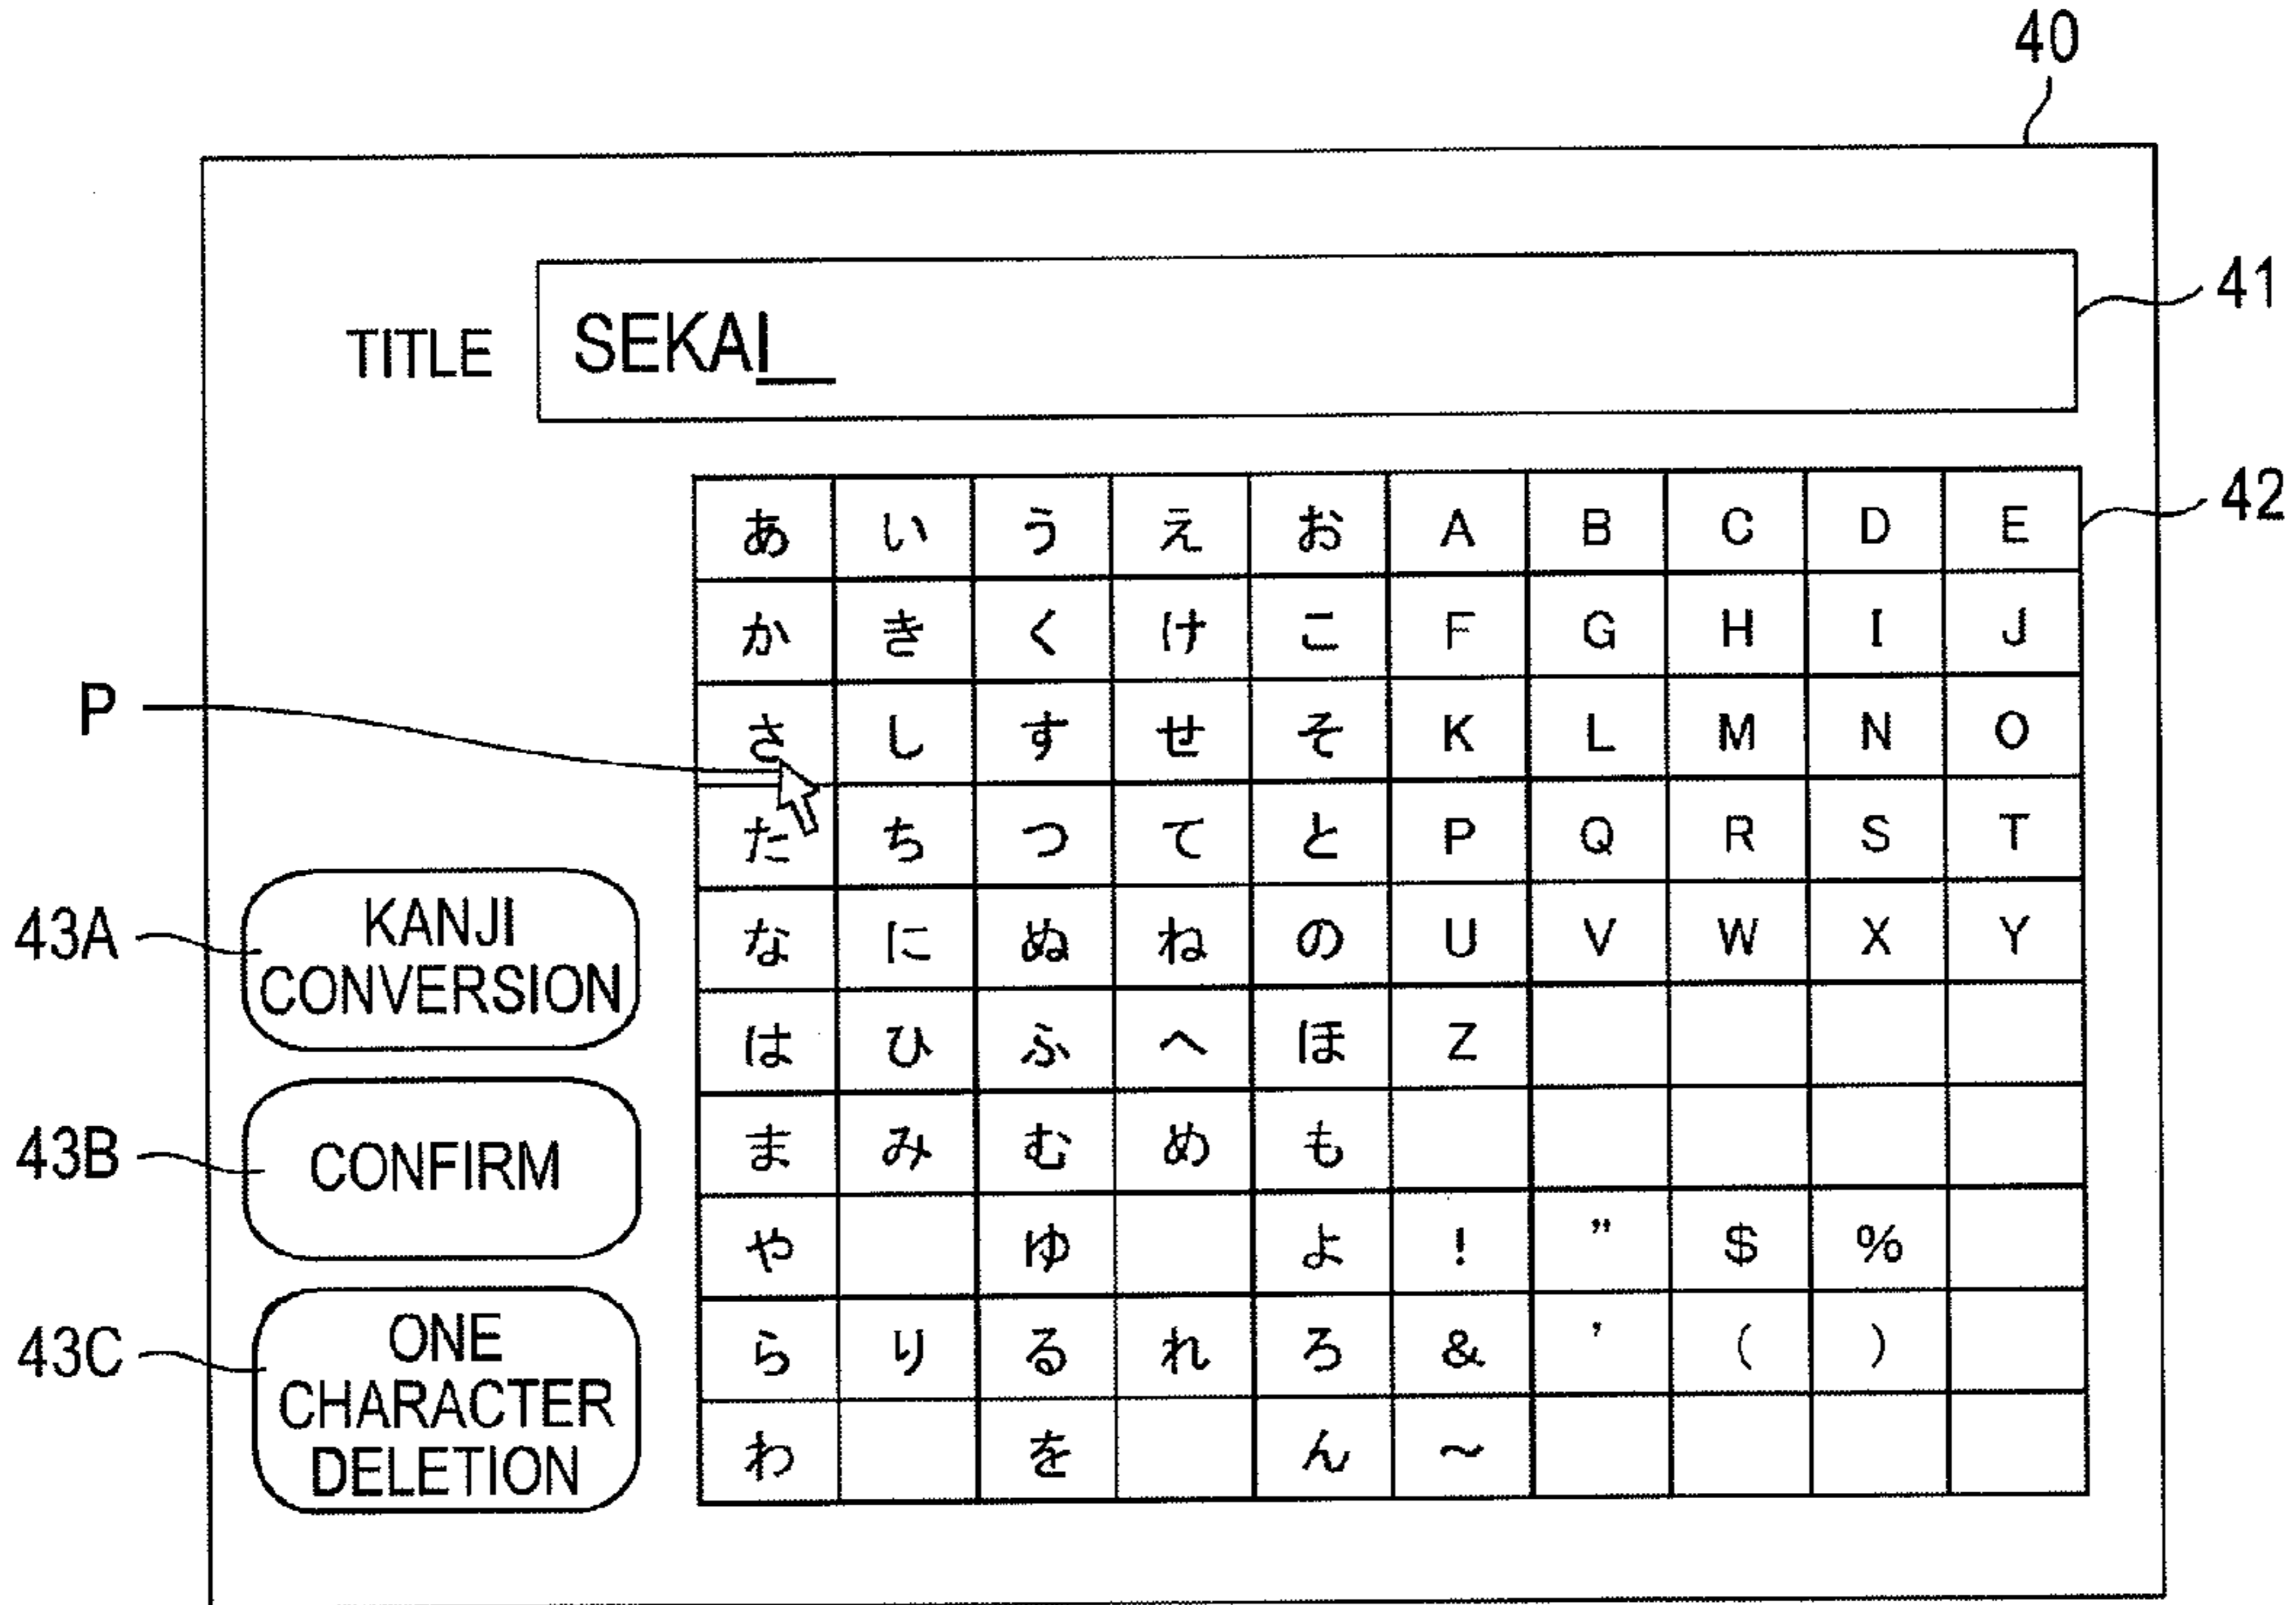 40
TITLE SEKAI 41
42
あ い う え お A B C D E
か き く け こ F G H I J
P
さ し す せ そ K L M N O
た ち つ て と P Q R S T
43A
KANJI
CONVERSION
な に ぬ ね の U V W X Y
は ひ ふ へ ほ Z
43B
CONFIRM
ま み む め も
や ゆ よ ! " $ %
43C
ONE
CHARACTER
DELETION
ら り る れ ろ & ' ( )
わ を ん ~